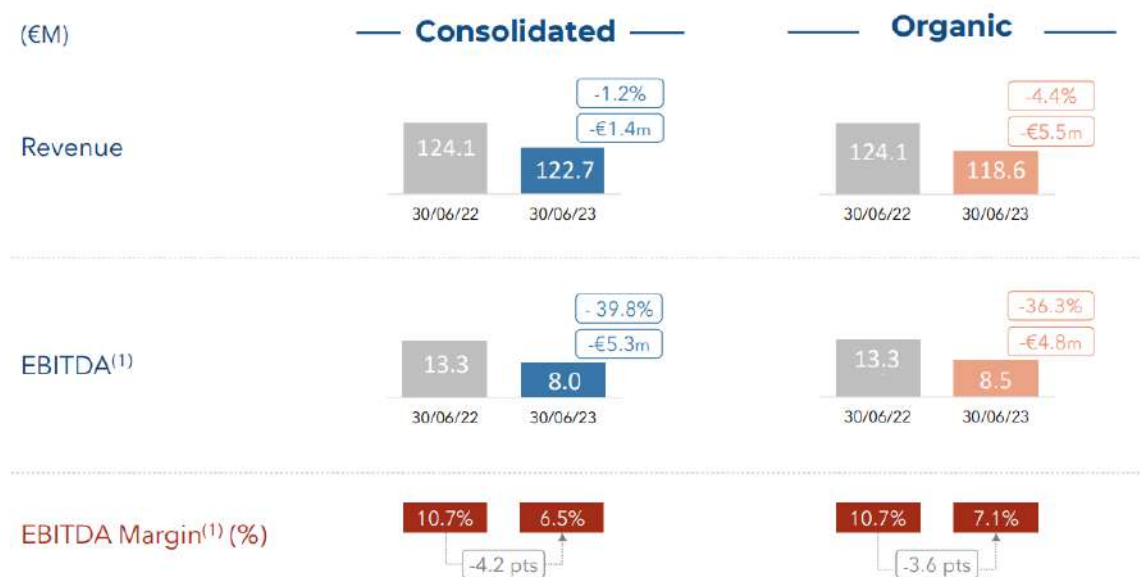 (€M)
Consolidated
Organic
Revenue
-1.2%
-€1.4m
124.1
122.7
30/06/22
30/06/23
-4.4%
-€5.5m
124.1
118.6
30/06/22
30/06/23
EBITDA(1)
- 39.8%
-€5.3m
13.3
8.0
30/06/22
30/06/23
-36.3%
-€4.8m
13.3
8.5
30/06/22
30/06/23
EBITDA Margin(1) (%)
10.7%
6.5%
-4.2 pts
10.7%
7.1%
-3.6 pts